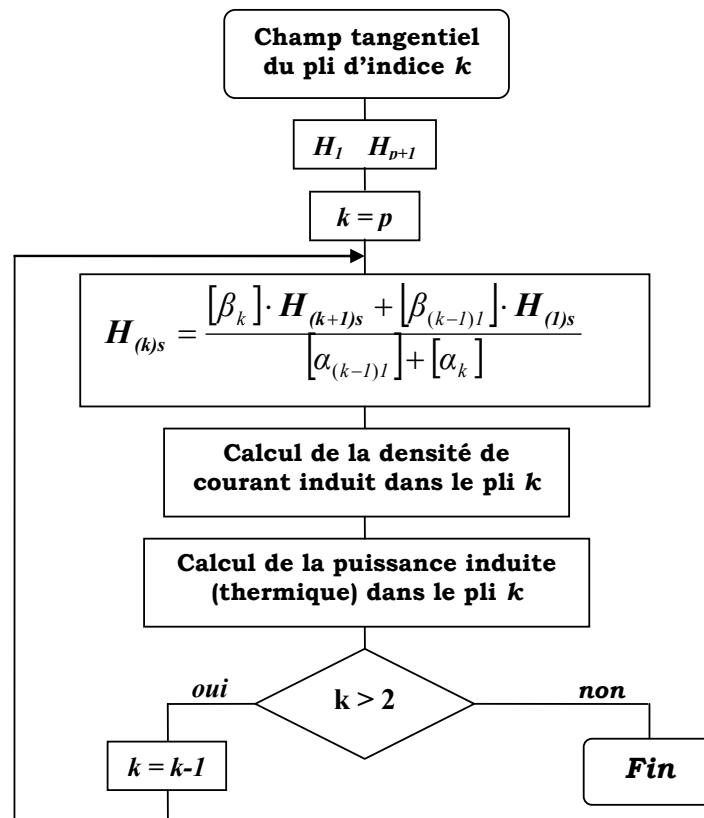 Champ tangentiel
du pli d'indice k
H₁ Hₚ₊₁
k = p
H₍ₖ₎ₛ = ([βₖ] · H₍ₖ₊₁₎ₛ + [β₍ₖ₋₁₎₁] · H₍₁₎ₛ) / ([α₍ₖ₋₁₎₁] + [αₖ])
Calcul de la densité de
courant induit dans le pli k
Calcul de la puissance induite
(thermique) dans le pli k
oui
k > 2
non
k = k-1
Fin